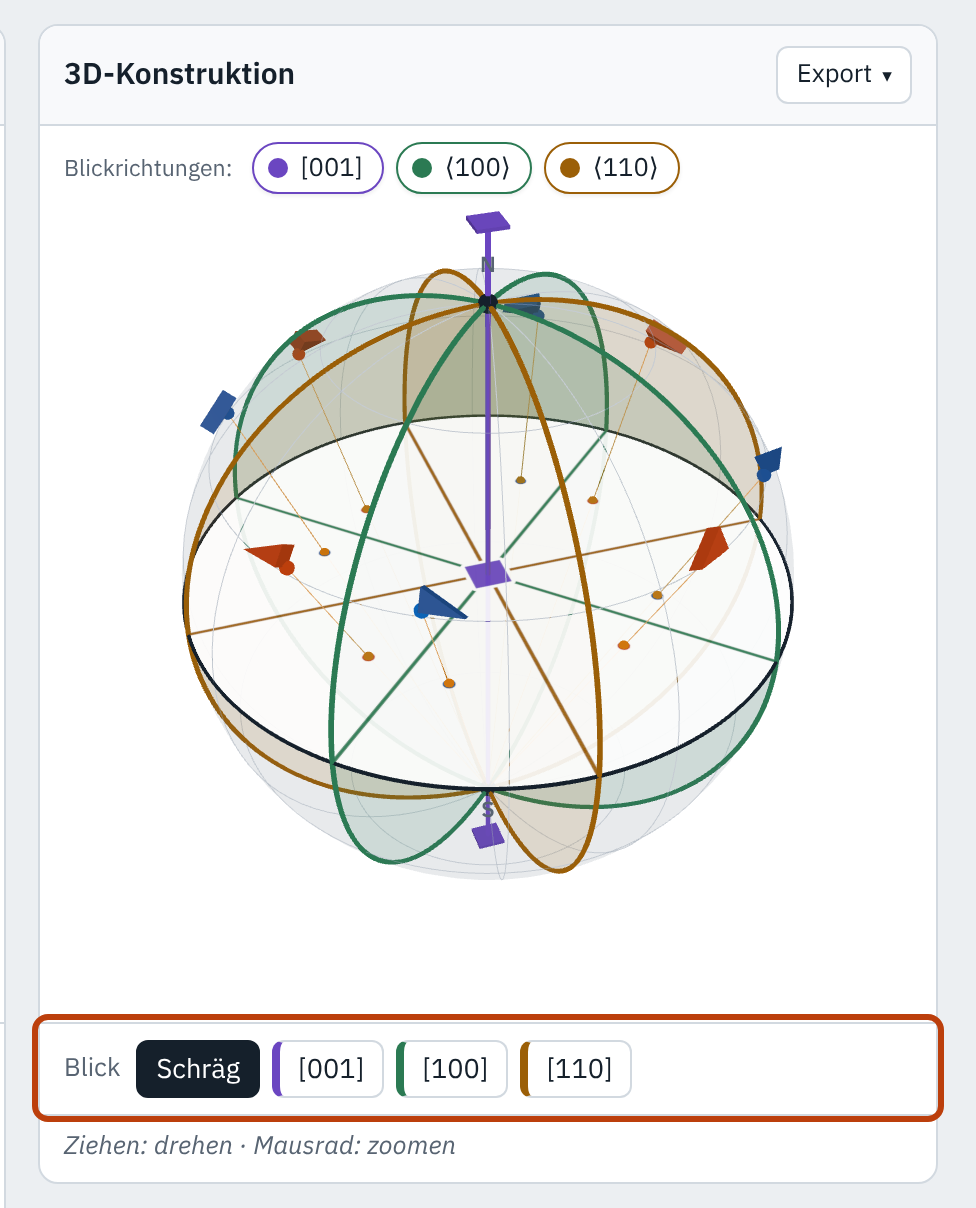 3D-Konstruktion
Export ▾
Blickrichtungen: [001] ⟨100⟩ ⟨110⟩
N
S
Blick Schräg [001] [100] [110]
Ziehen: drehen · Mausrad: zoomen